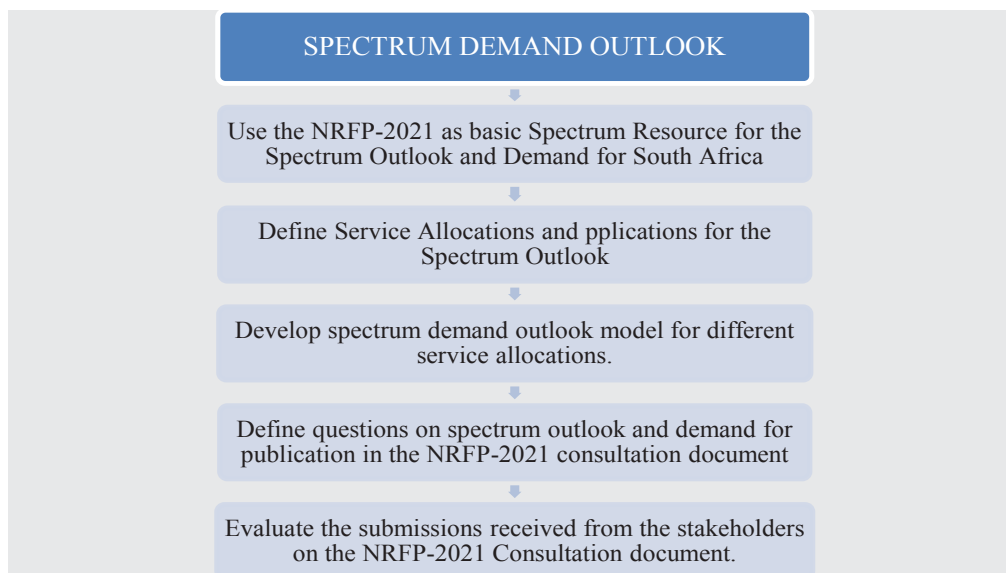 SPECTRUM DEMAND OUTLOOK
Use the NRFP-2021 as basic Spectrum Resource for the
Spectrum Outlook and Demand for South Africa
Define Service Allocations and pplications for the
Spectrum Outlook
Develop spectrum demand outlook model for different
service allocations.
Define questions on spectrum outlook and demand for
publication in the NRFP-2021 consultation document
Evaluate the submissions received from the stakeholders
on the NRFP-2021 Consultation document.